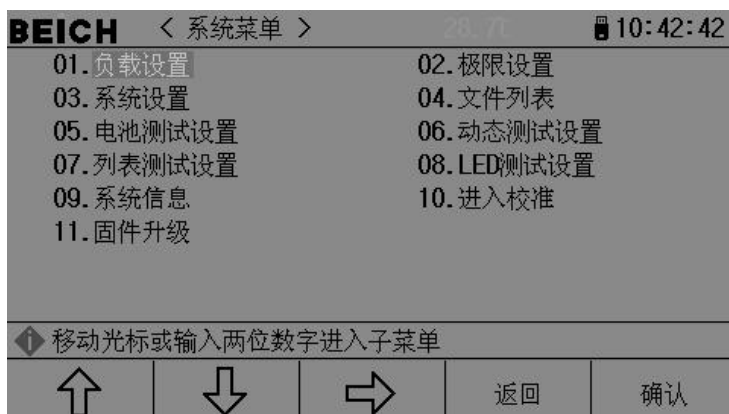 BEICH < 系统菜单 > 28.7℃ 10:42:42
01.负载设置 02.极限设置
03.系统设置 04.文件列表
05.电池测试设置 06.动态测试设置
07.列表测试设置 08.LED测试设置
09.系统信息 10.进入校准
11.固件升级
移动光标或输入两位数字进入子菜单
返回 确认